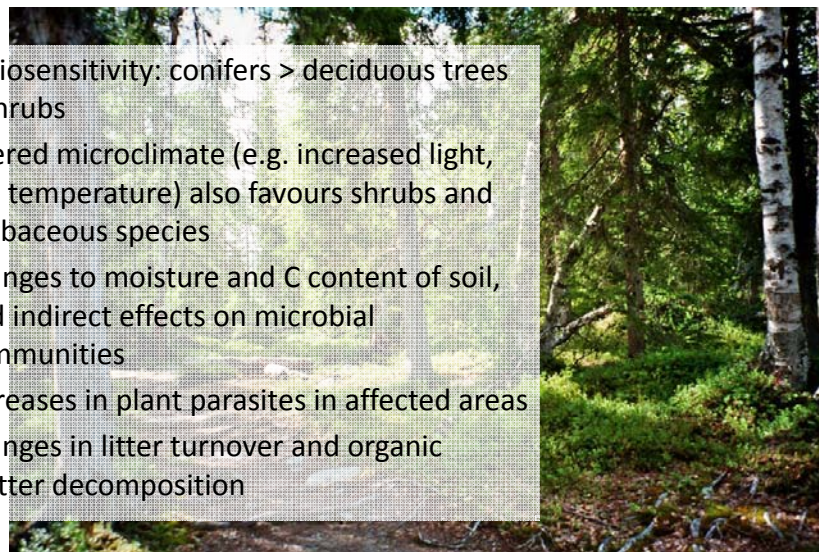 iosensitivity: conifers > deciduous trees
hrubs
ered microclimate (e.g. increased light,
temperature) also favours shrubs and
baceous species
nges to moisture and C content of soil,
d indirect effects on microbial
mmunities
reases in plant parasites in affected areas
nges in litter turnover and organic
tter decomposition